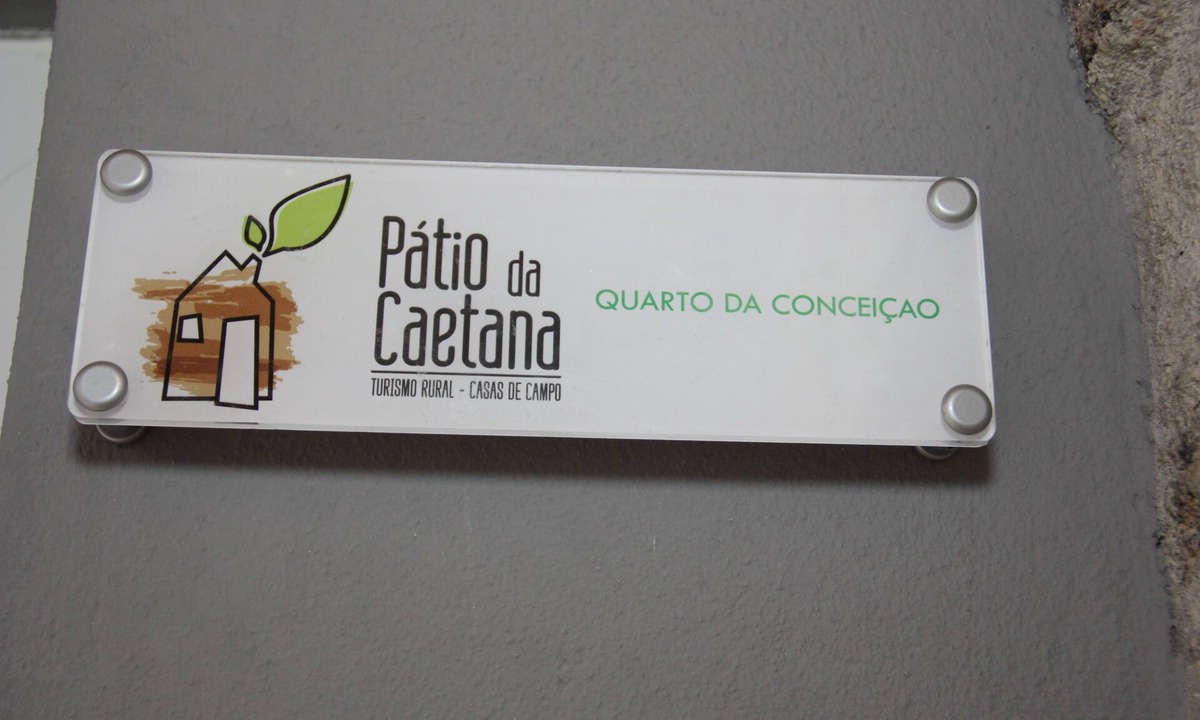 Pátio da
Caetana
TURISMO RURAL - CASAS DE CAMPO
QUARTO DA CONCEIÇAO